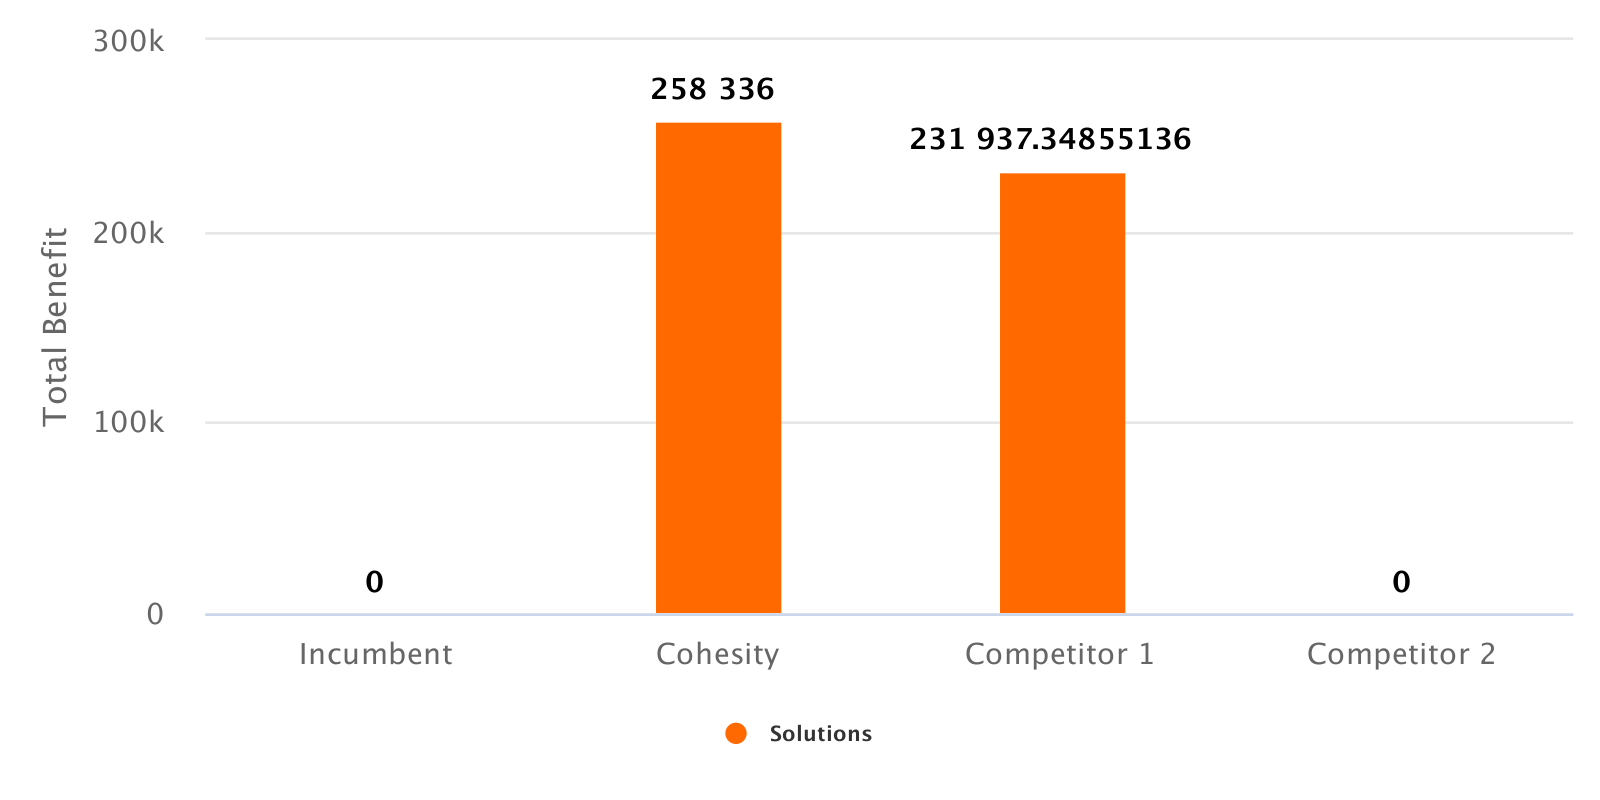 300k
258 336
231 937.34855136
200k
Total Benefit
100k
0
0
0
Incumbent
Cohesity
Competitor 1
Competitor 2
Solutions